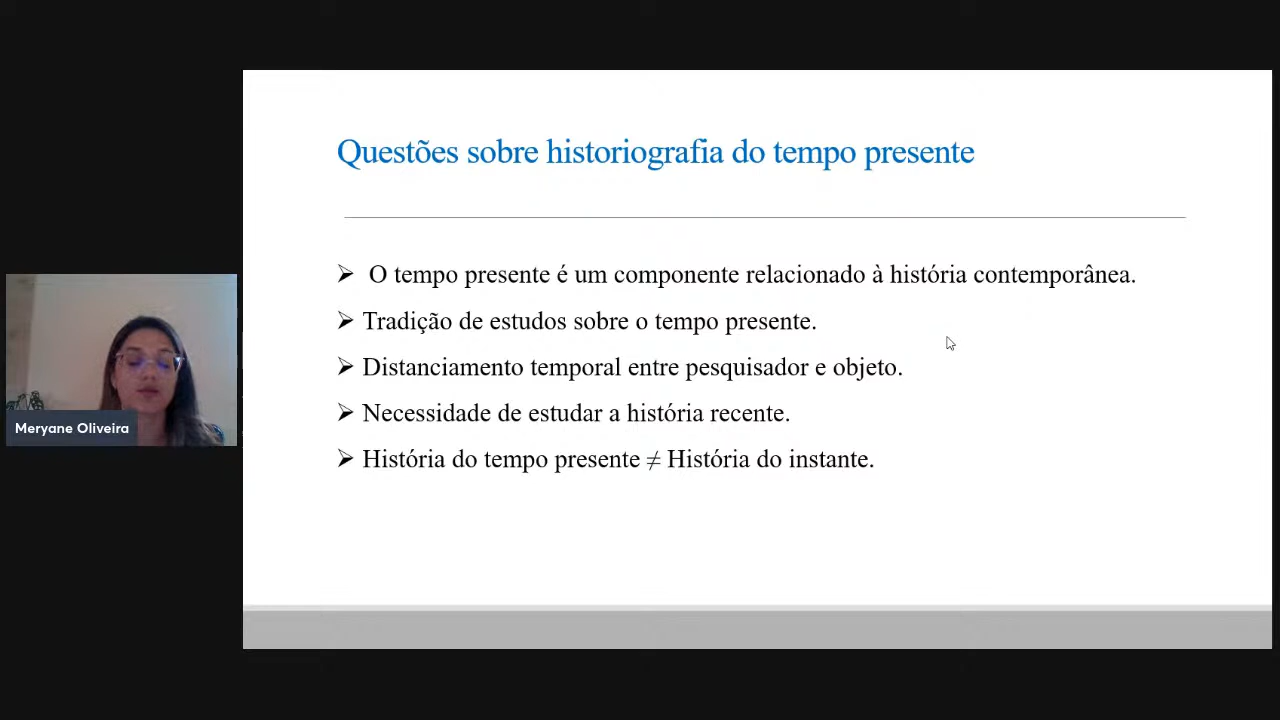 Questões sobre historiografia do tempo presente
➢ O tempo presente é um componente relacionado à história contemporânea.
➢ Tradição de estudos sobre o tempo presente.
➢ Distanciamento temporal entre pesquisador e objeto.
➢ Necessidade de estudar a história recente.
➢ História do tempo presente ≠ História do instante.
Meryane Oliveira